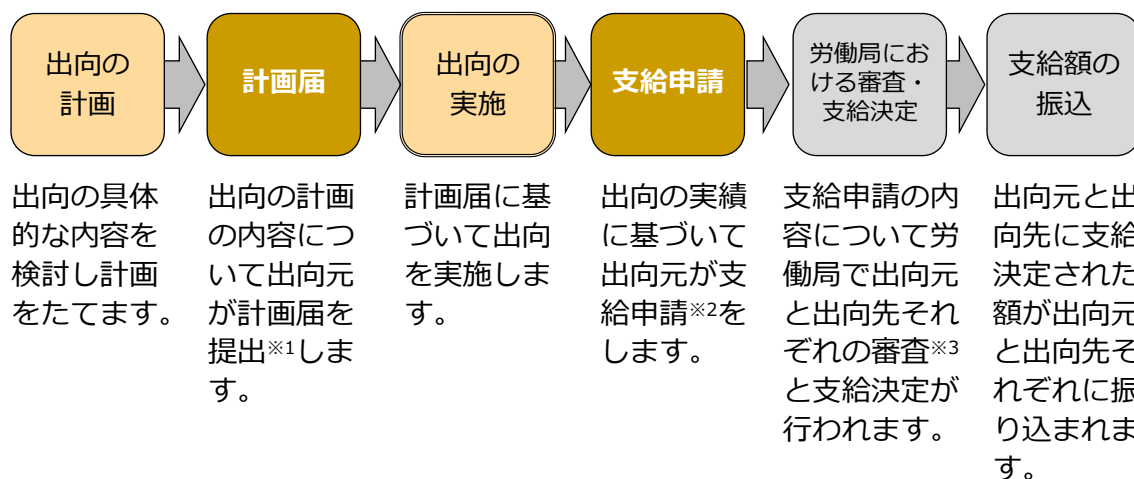 出向の
計画
計画届
出向の
実施
支給申請
労働局にお
ける審査・
支給決定
支給額の
振込
出向の具体
的な内容を
検討し計画
をたてます。
出向の計画
の内容につ
いて出向元
が計画届を
提出※1しま
す。
計画届に基
づいて出向
を実施しま
す。
出向の実績
に基づいて
出向元が支
給申請※2を
します。
支給申請の内
容について労
働局で出向元
と出向先それ
ぞれの審査※3
と支給決定が
行われます。
出向元と出
向先に支給
決定された
額が出向元
と出向先そ
れぞれに振
り込まれま
す。